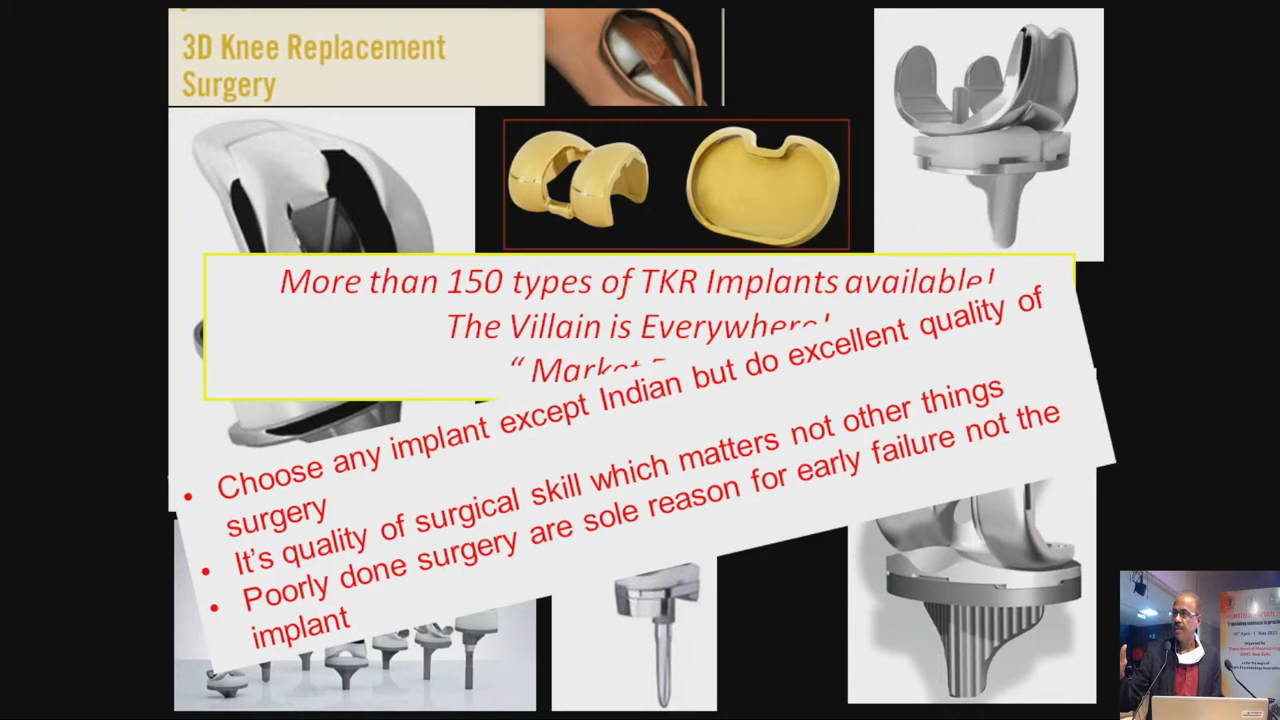 3D Knee Replacement
Surgery
More than 150 types of TKR Implants available!
The Villain is Everywhere!
“ Market
• Choose any implant except Indian but do excellent quality of
surgery
• It’s quality of surgical skill which matters not other things
• Poorly done surgery are sole reason for early failure not the
implant